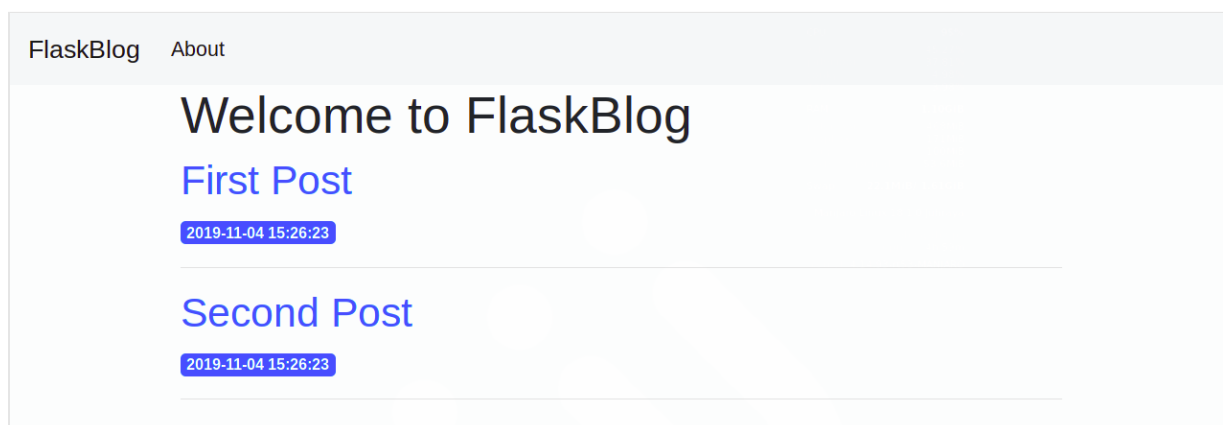 FlaskBlog About
Welcome to FlaskBlog
First Post
2019-11-04 15:26:23
Second Post
2019-11-04 15:26:23